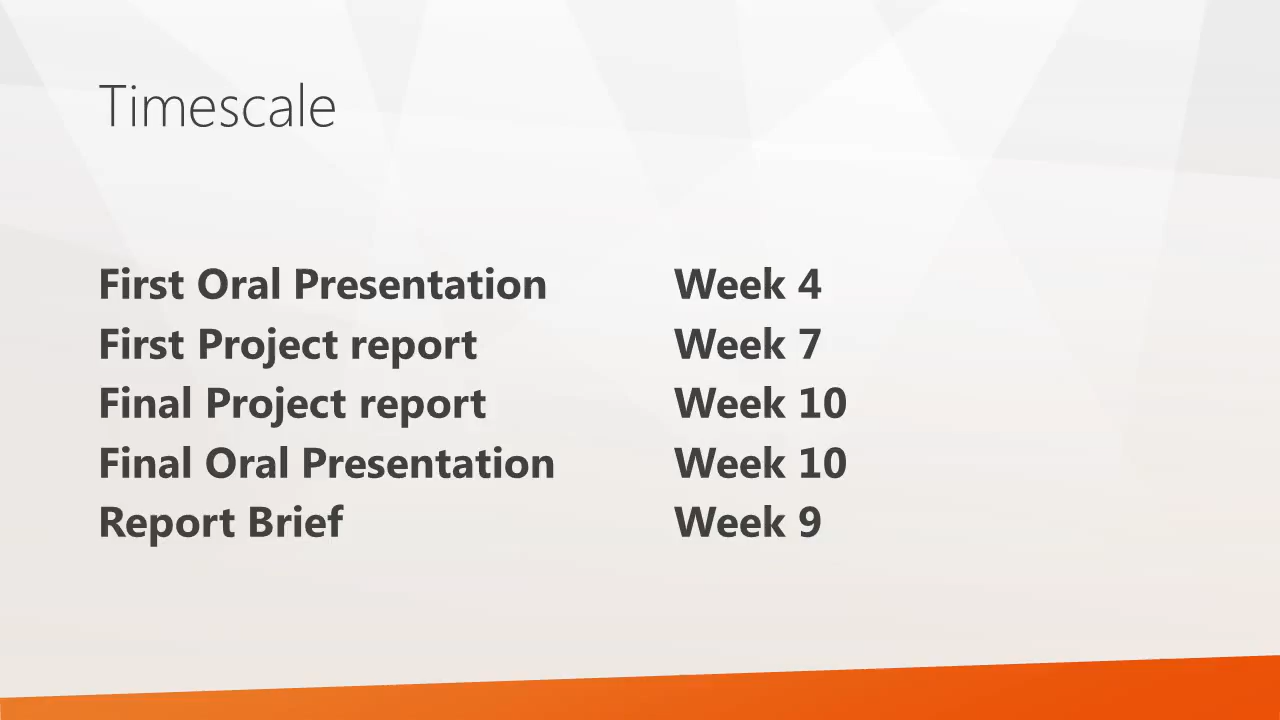 Timescale
First Oral Presentation Week 4
First Project report Week 7
Final Project report Week 10
Final Oral Presentation Week 10
Report Brief Week 9